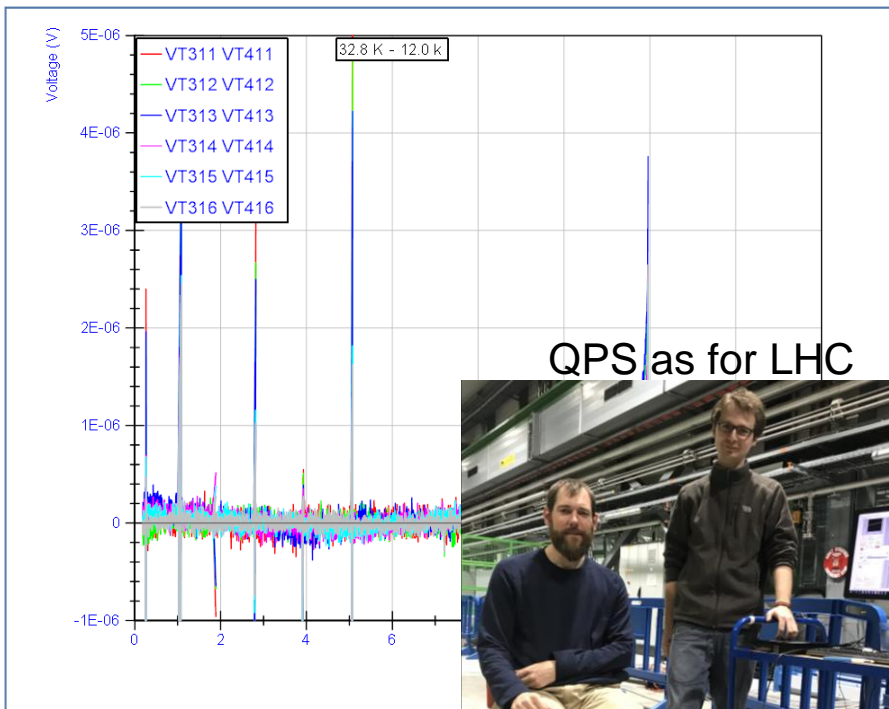 Voltage (V)
5E-06
4E-06
3E-06
2E-06
1E-06
0
-1E-06
0
2
4
6
VT311 VT411
VT312 VT412
VT313 VT413
VT314 VT414
VT315 VT415
VT316 VT416
32.8 K - 12.0 k
QPS as for LHC